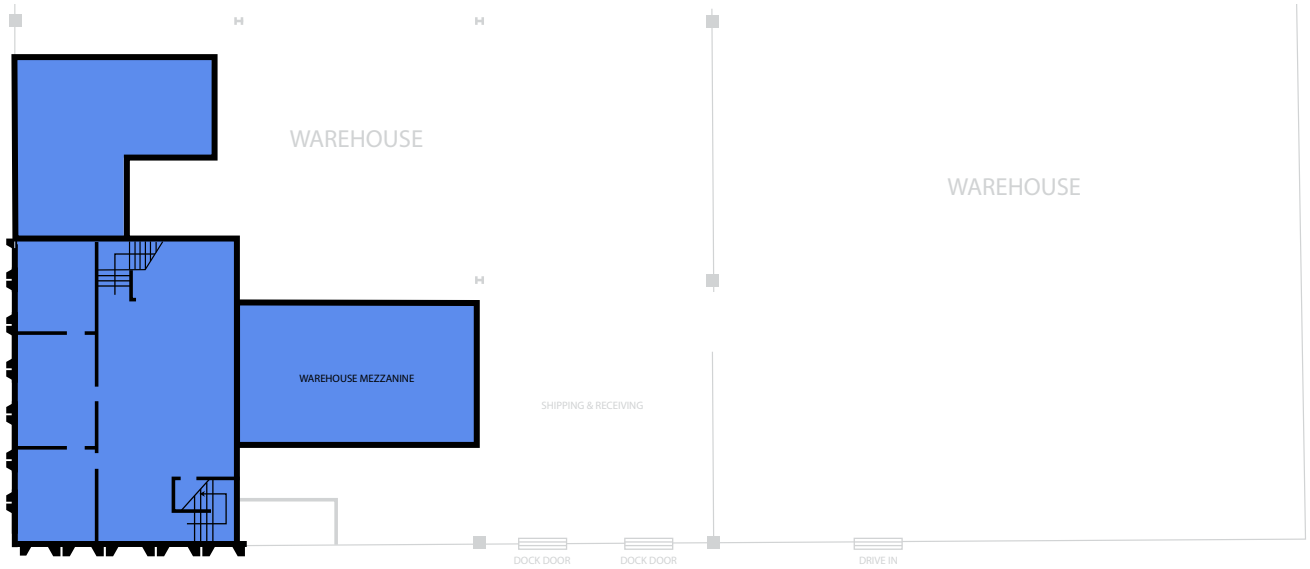 WAREHOUSE
WAREHOUSE
WAREHOUSE MEZZANINE
SHIPPING & RECEIVING
DOCK DOOR
DOCK DOOR
DRIVE IN